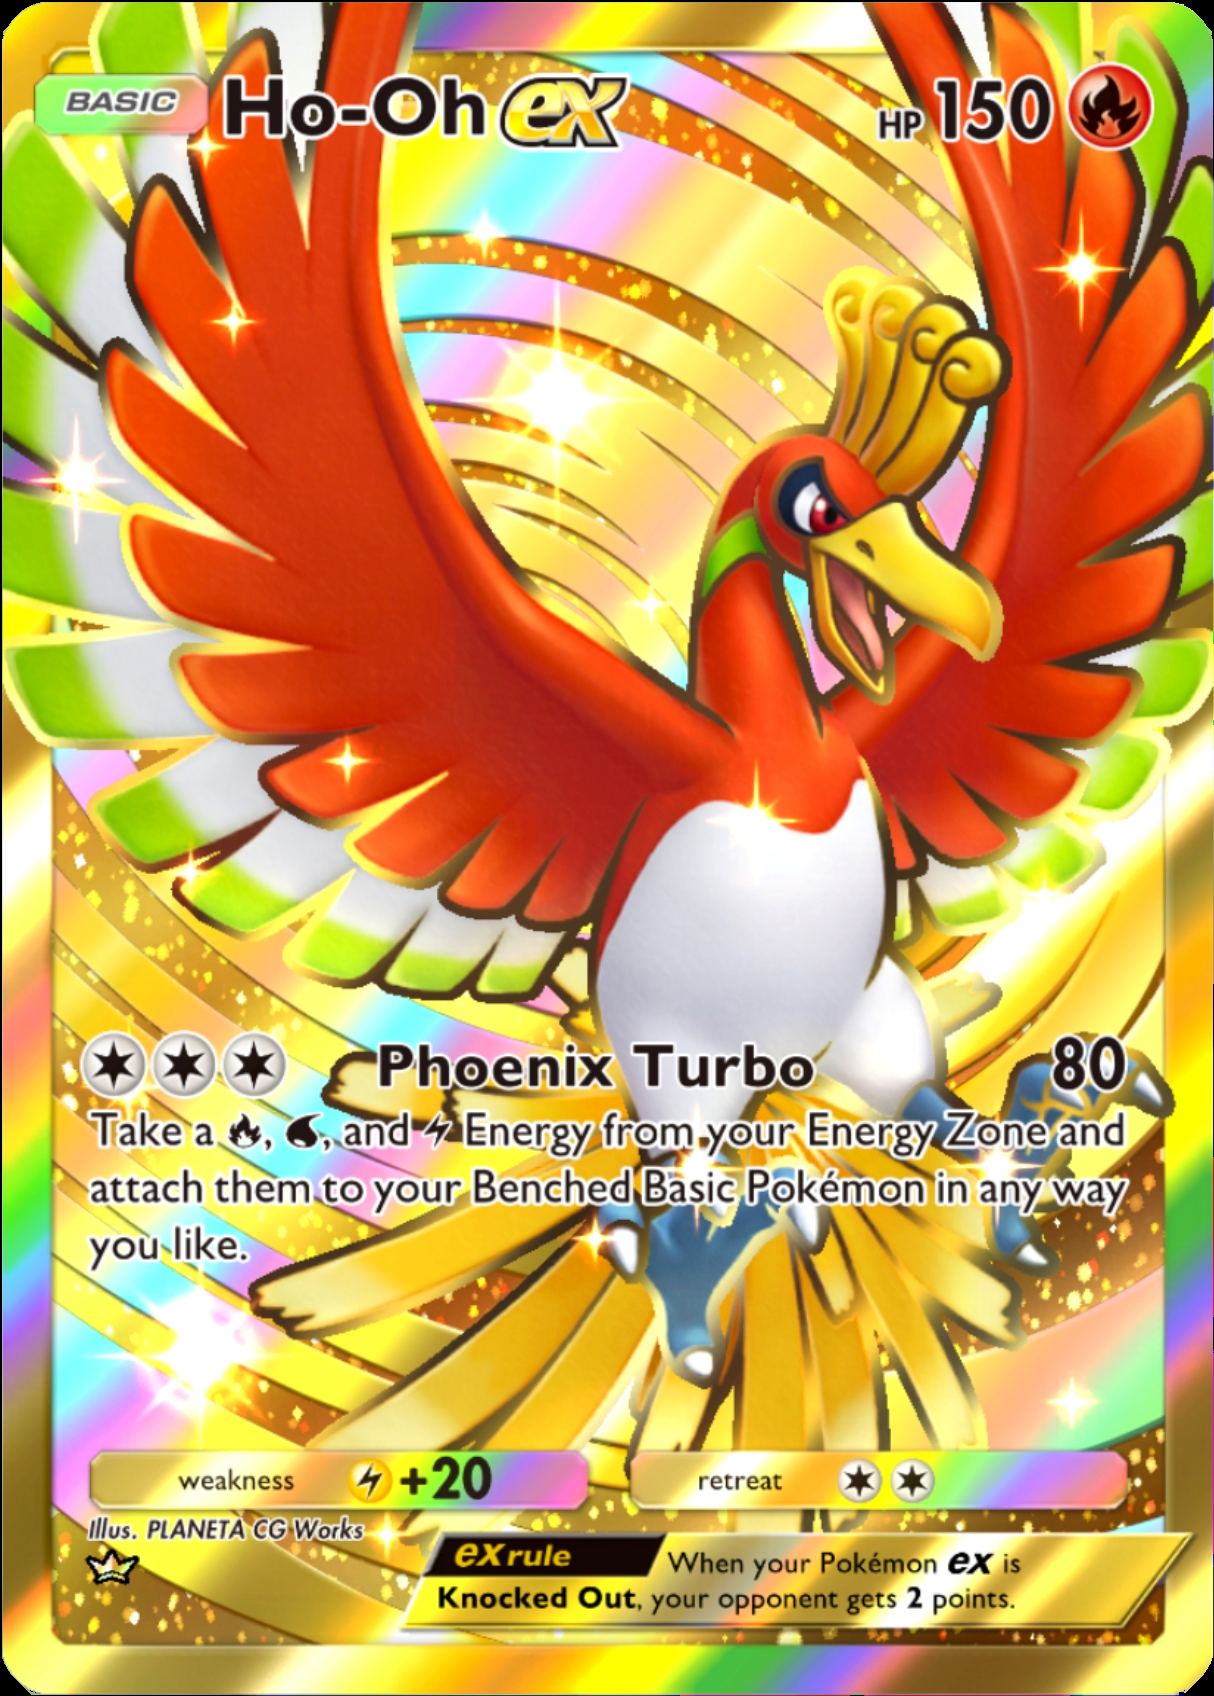 BASIC Ho-Oh ex HP 150
Phoenix Turbo 80
Take a , , and Energy from your Energy Zone and
attach them to your Benched Basic Pokémon in any way
you like.
weakness +20 retreat
Illus. PLANETA CG Works
ex rule When your Pokémon ex is
Knocked Out, your opponent gets 2 points.